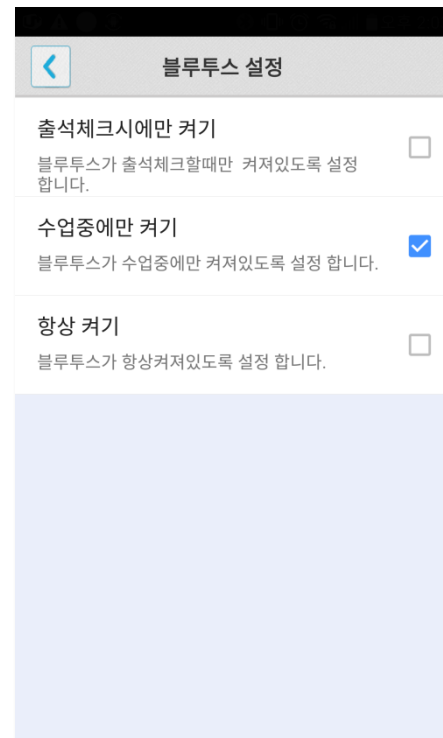 블루투스 설정
출석체크시에만 켜기
블루투스가 출석체크할때만 켜져있도록 설정
합니다.
수업중에만 켜기
블루투스가 수업중에만 켜져있도록 설정 합니다.
항상 켜기
블루투스가 항상켜져있도록 설정 합니다.